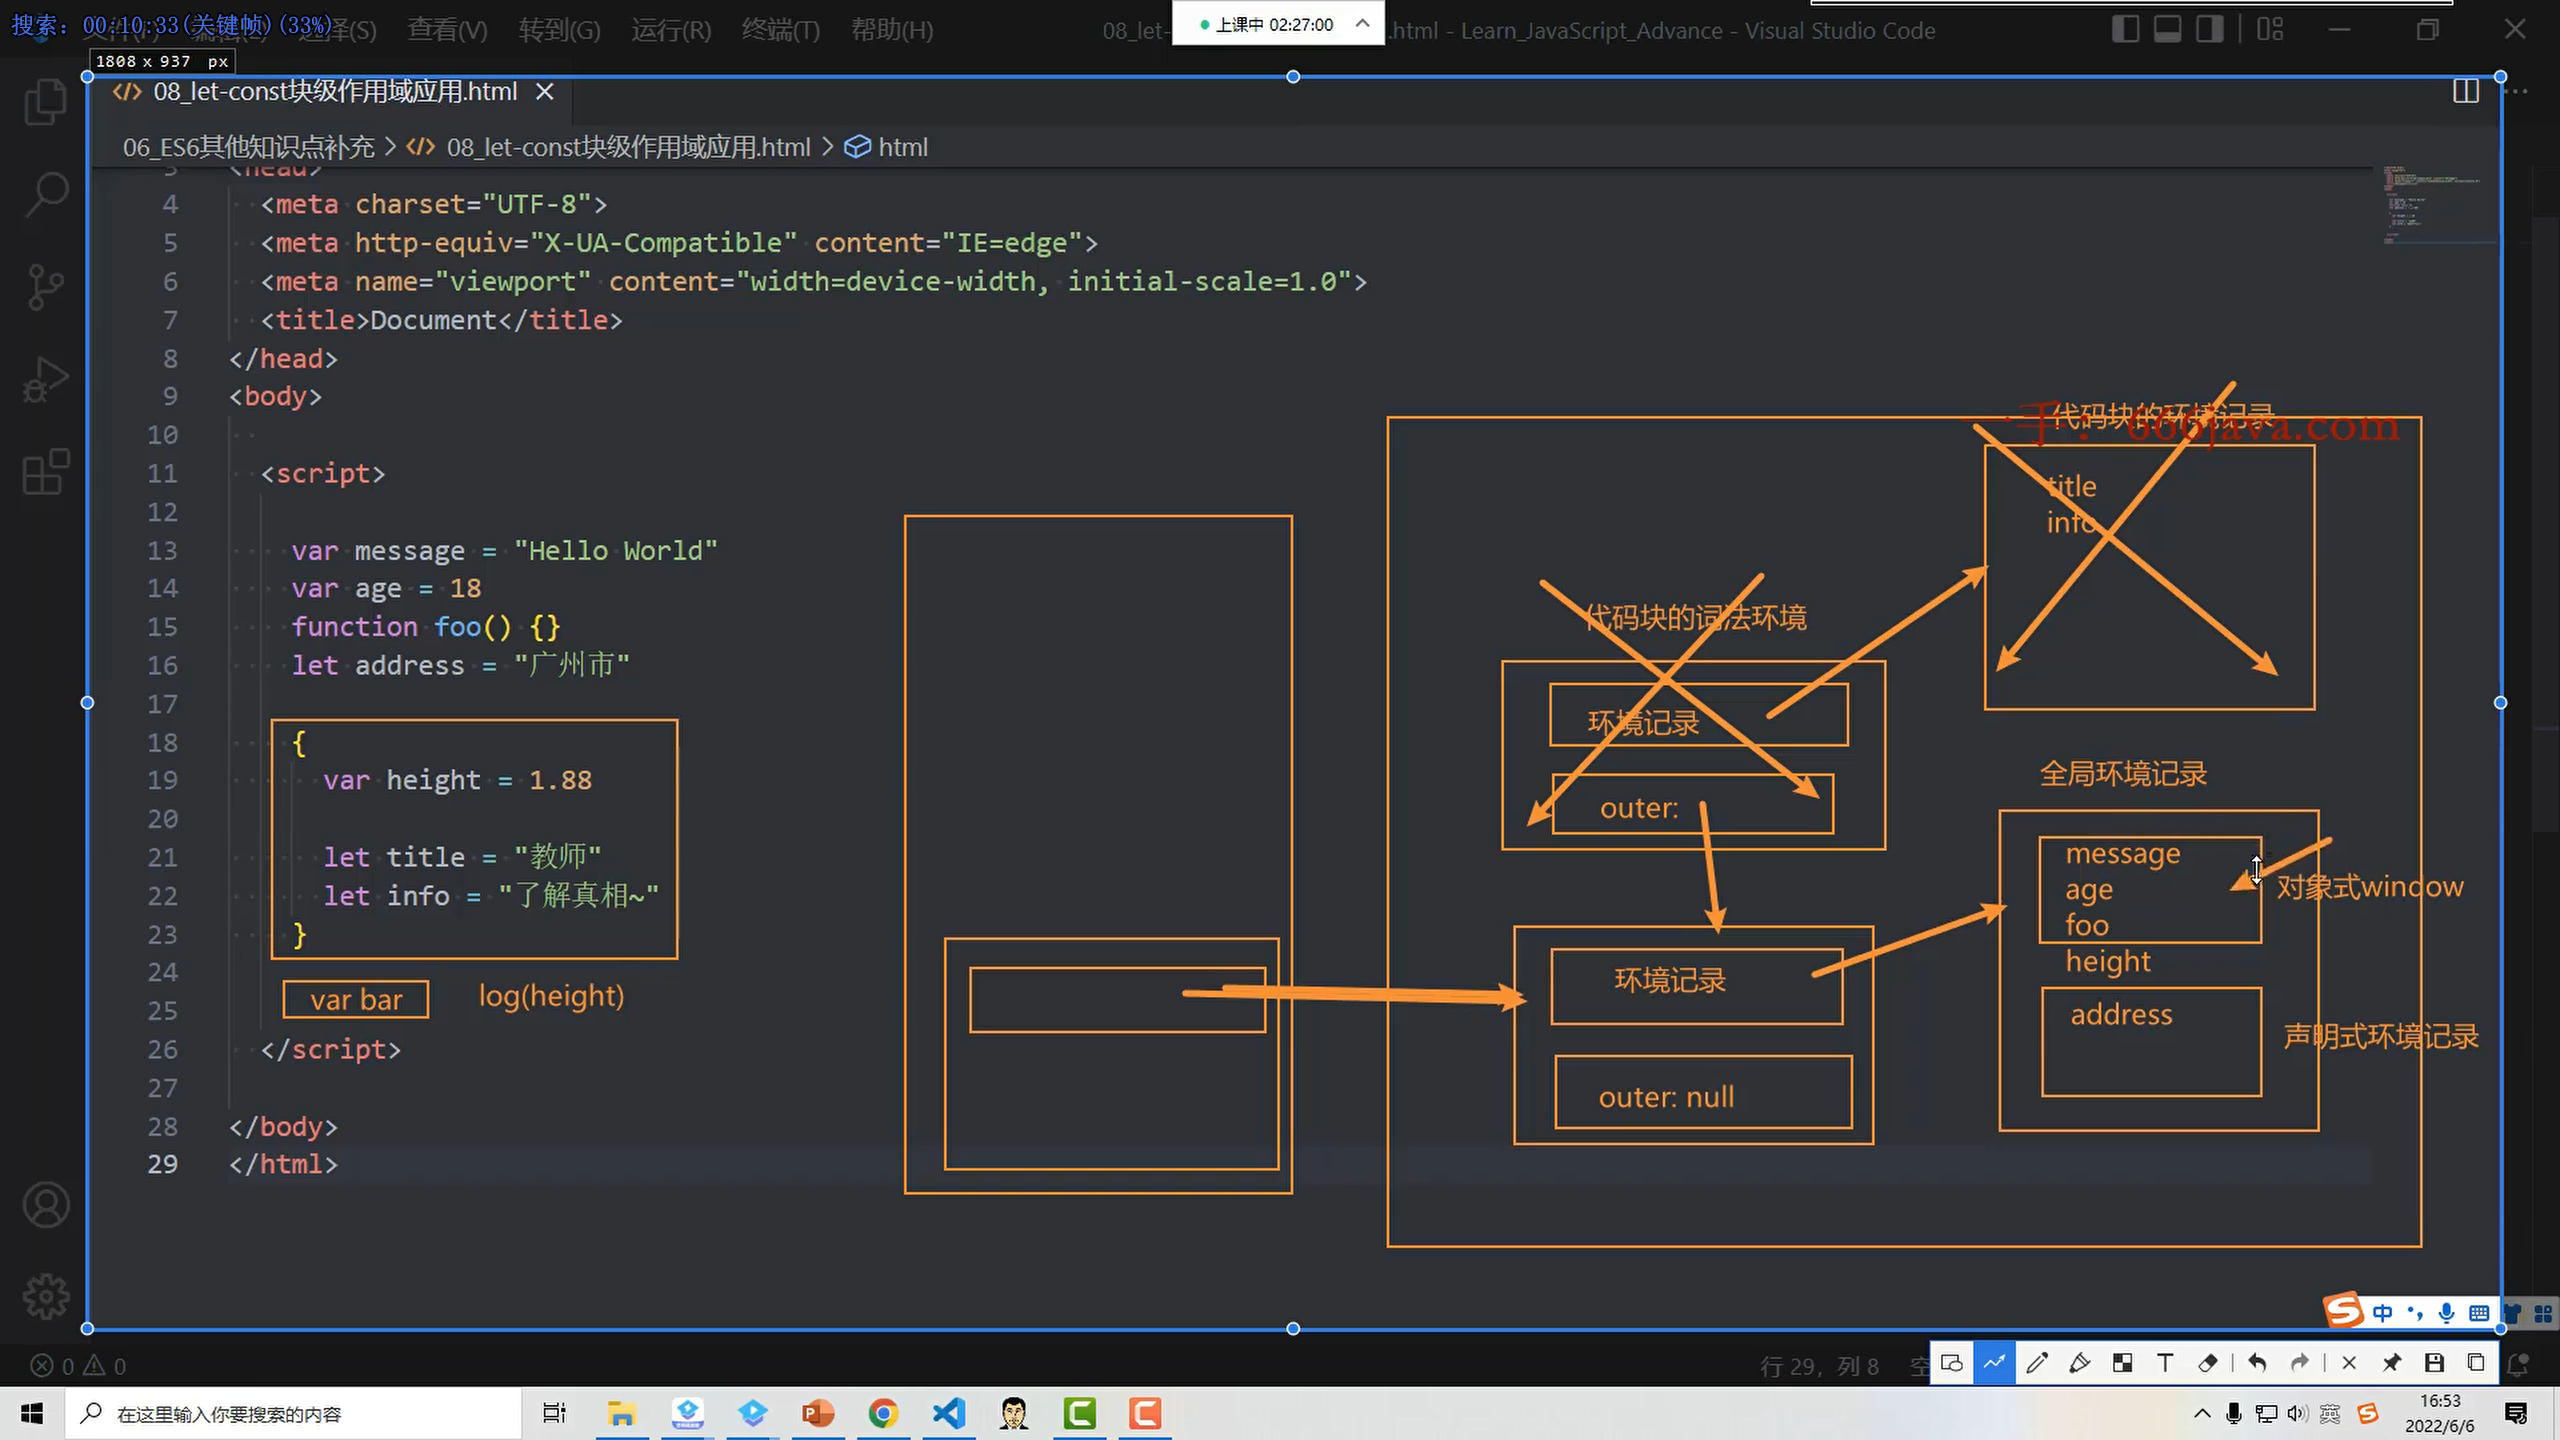 搜索: 00:10:33(关键帧)(33%)
选择(S) 查看(V) 转到(G) 运行(R) 终端(T) 帮助(H)
08_let-
上课中 02:27:00
.html - Learn_JavaScript_Advance - Visual Studio Code
1808 x 937 px
08_let-const块级作用域应用.html
06_ES6其他知识点补充 > 08_let-const块级作用域应用.html > html
3 <head>
4 <meta charset="UTF-8">
5 <meta http-equiv="X-UA-Compatible" content="IE=edge">
6 <meta name="viewport" content="width=device-width, initial-scale=1.0">
7 <title>Document</title>
8 </head>
9 <body>
10
11 <script>
12
13 var message = "Hello World"
14 var age = 18
15 function foo() {}
16 let address = "广州市"
17
18 {
19 var height = 1.88
20
21 let title = "教师"
22 let info = "了解真相~"
23 }
24
25
26 </script>
27
28 </body>
29 </html>
var bar
log(height)
代码块的环境记录
一手: 666java.com
title
info
代码块的词法环境
环境记录
outer:
全局环境记录
message
age
foo
height
对象式window
address
声明式环境记录
环境记录
outer: null
中
0 0
行 29, 列 8 空
在这里输入你要搜索的内容
英
16:53
2022/6/6